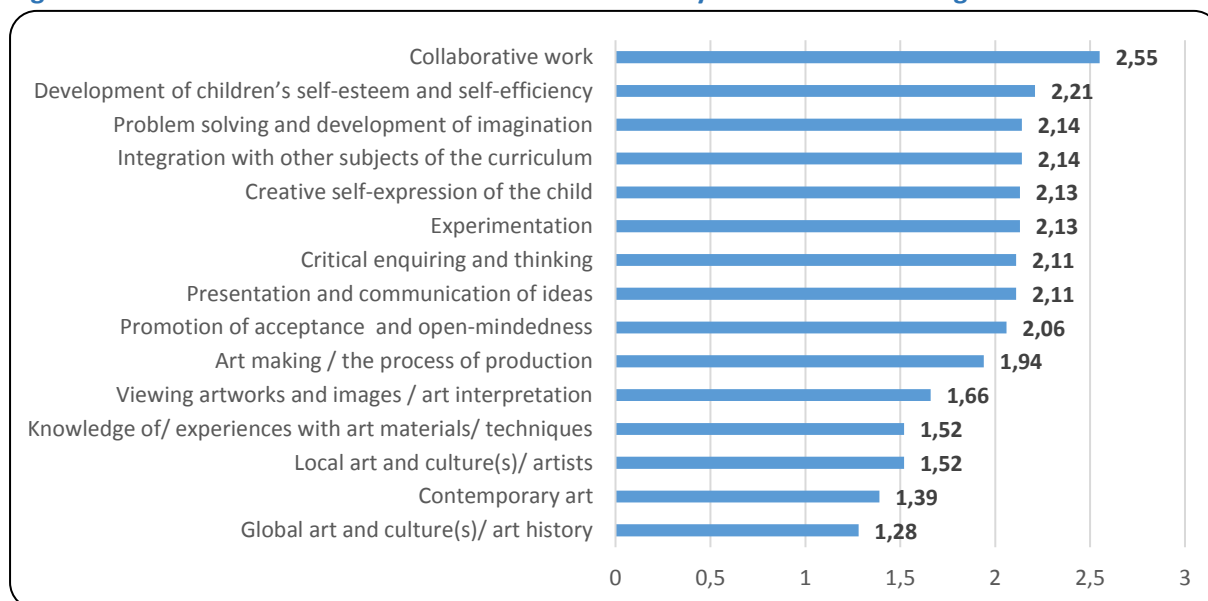 Collaborative work 2,55
Development of children’s self-esteem and self-efficiency 2,21
Problem solving and development of imagination 2,14
Integration with other subjects of the curriculum 2,14
Creative self-expression of the child 2,13
Experimentation 2,13
Critical enquiring and thinking 2,11
Presentation and communication of ideas 2,11
Promotion of acceptance  and open-mindedness 2,06
Art making / the process of production 1,94
Viewing artworks and images / art interpretation 1,66
Knowledge of/ experiences with art materials/ techniques 1,52
Local art and culture(s)/ artists 1,52
Contemporary art 1,39
Global art and culture(s)/ art history 1,28
0 0,5 1 1,5 2 2,5 3